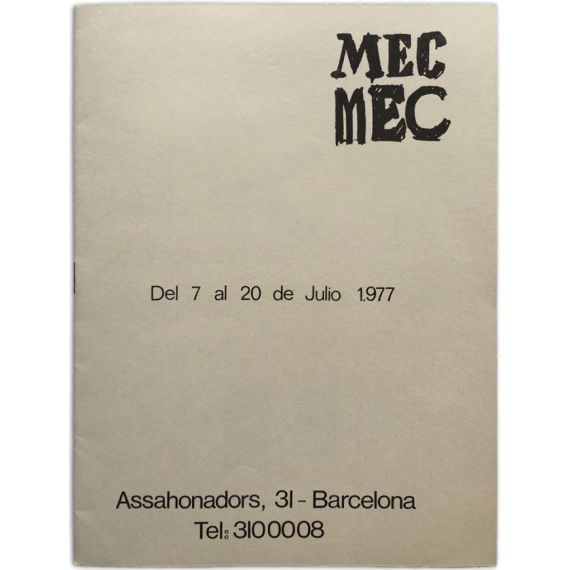 MEC
MEC
Del 7 al 20 de Julio 1.977
Assahonadors, 31 - Barcelona
Tel: 3100008